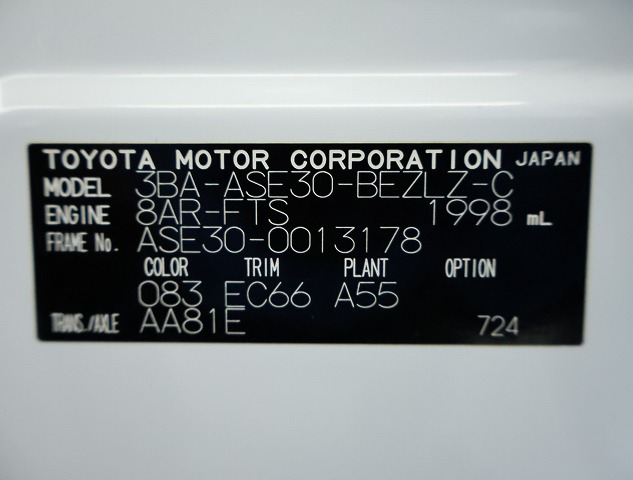 TOYOTA MOTOR CORPORATION JAPAN
MODEL 3BA-ASE30-BEZLZ-C
ENGINE 8AR-FTS 1998 mL
FRAME No. ASE30-0013178
COLOR TRIM PLANT OPTION
083 EC66 A55
TRANS./AXLE AA81E 724